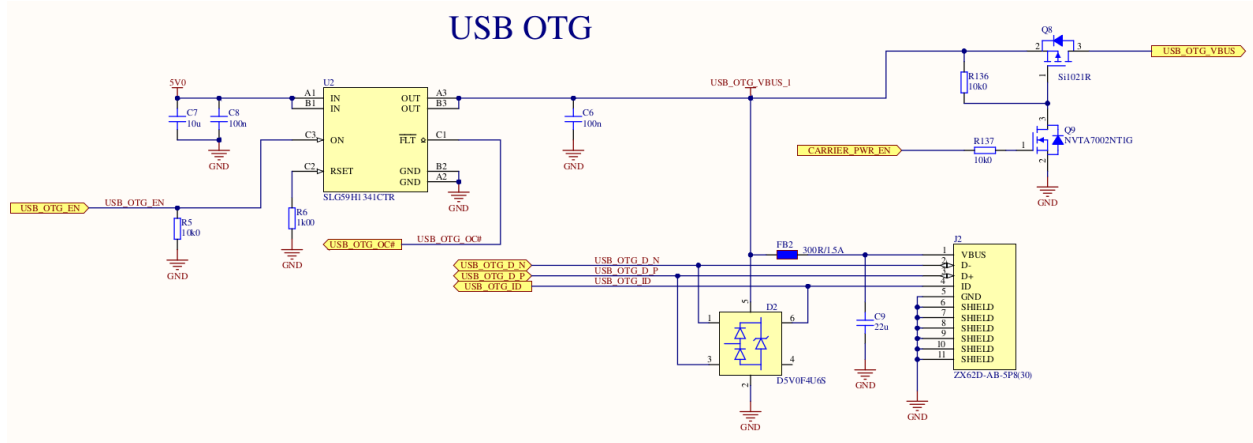 USB OTG
Q8
2 3 USB_OTG_VBUS
1 Si1021R
R136
10k0
5V0 U2 USB_OTG_VBUS_1
A1 IN OUT A3
B1 IN OUT B3
C7
10u
C8
100n
C6
100n
C3 ON FLT C1
GND
GND
C2 RSET GND B2
GND A2
SLG59H1341CTR
GND
3 Q9
NVTA7002NT1G
CARRIER_PWR_EN R137 1
10k0 2
GND
USB_OTG_EN USB_OTG_EN
R5
10k0
R6
1k00
GND
GND
USB_OTG_OC# USB_OTG_OC#
FB2 300R/1.5A
J2
1 VBUS
USB_OTG_D_N USB_OTG_D_N 2 D-
USB_OTG_D_P USB_OTG_D_P 3 D+
USB_OTG_ID USB_OTG_ID 4 ID
5 GND
6 SHIELD
7 SHIELD
8 SHIELD
9 SHIELD
10 SHIELD
11 SHIELD
ZX62D-AB-5P8(30)
5 D2
1 6
3 4
2 D5V0F4U6S
GND
C9
22u
GND
GND